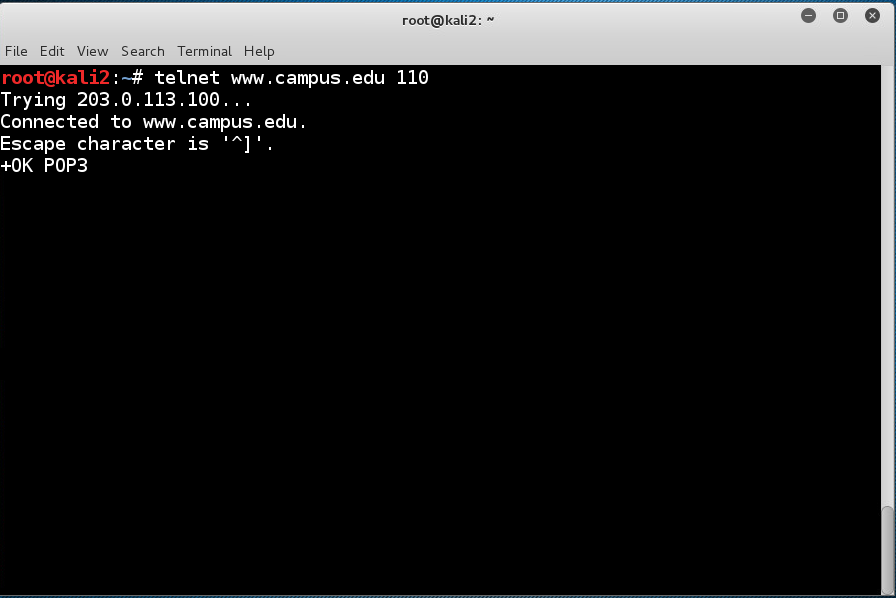 root@kali2: ~
File Edit View Search Terminal Help
root@kali2:~# telnet www.campus.edu 110
Trying 203.0.113.100...
Connected to www.campus.edu.
Escape character is '^]'.
+OK POP3